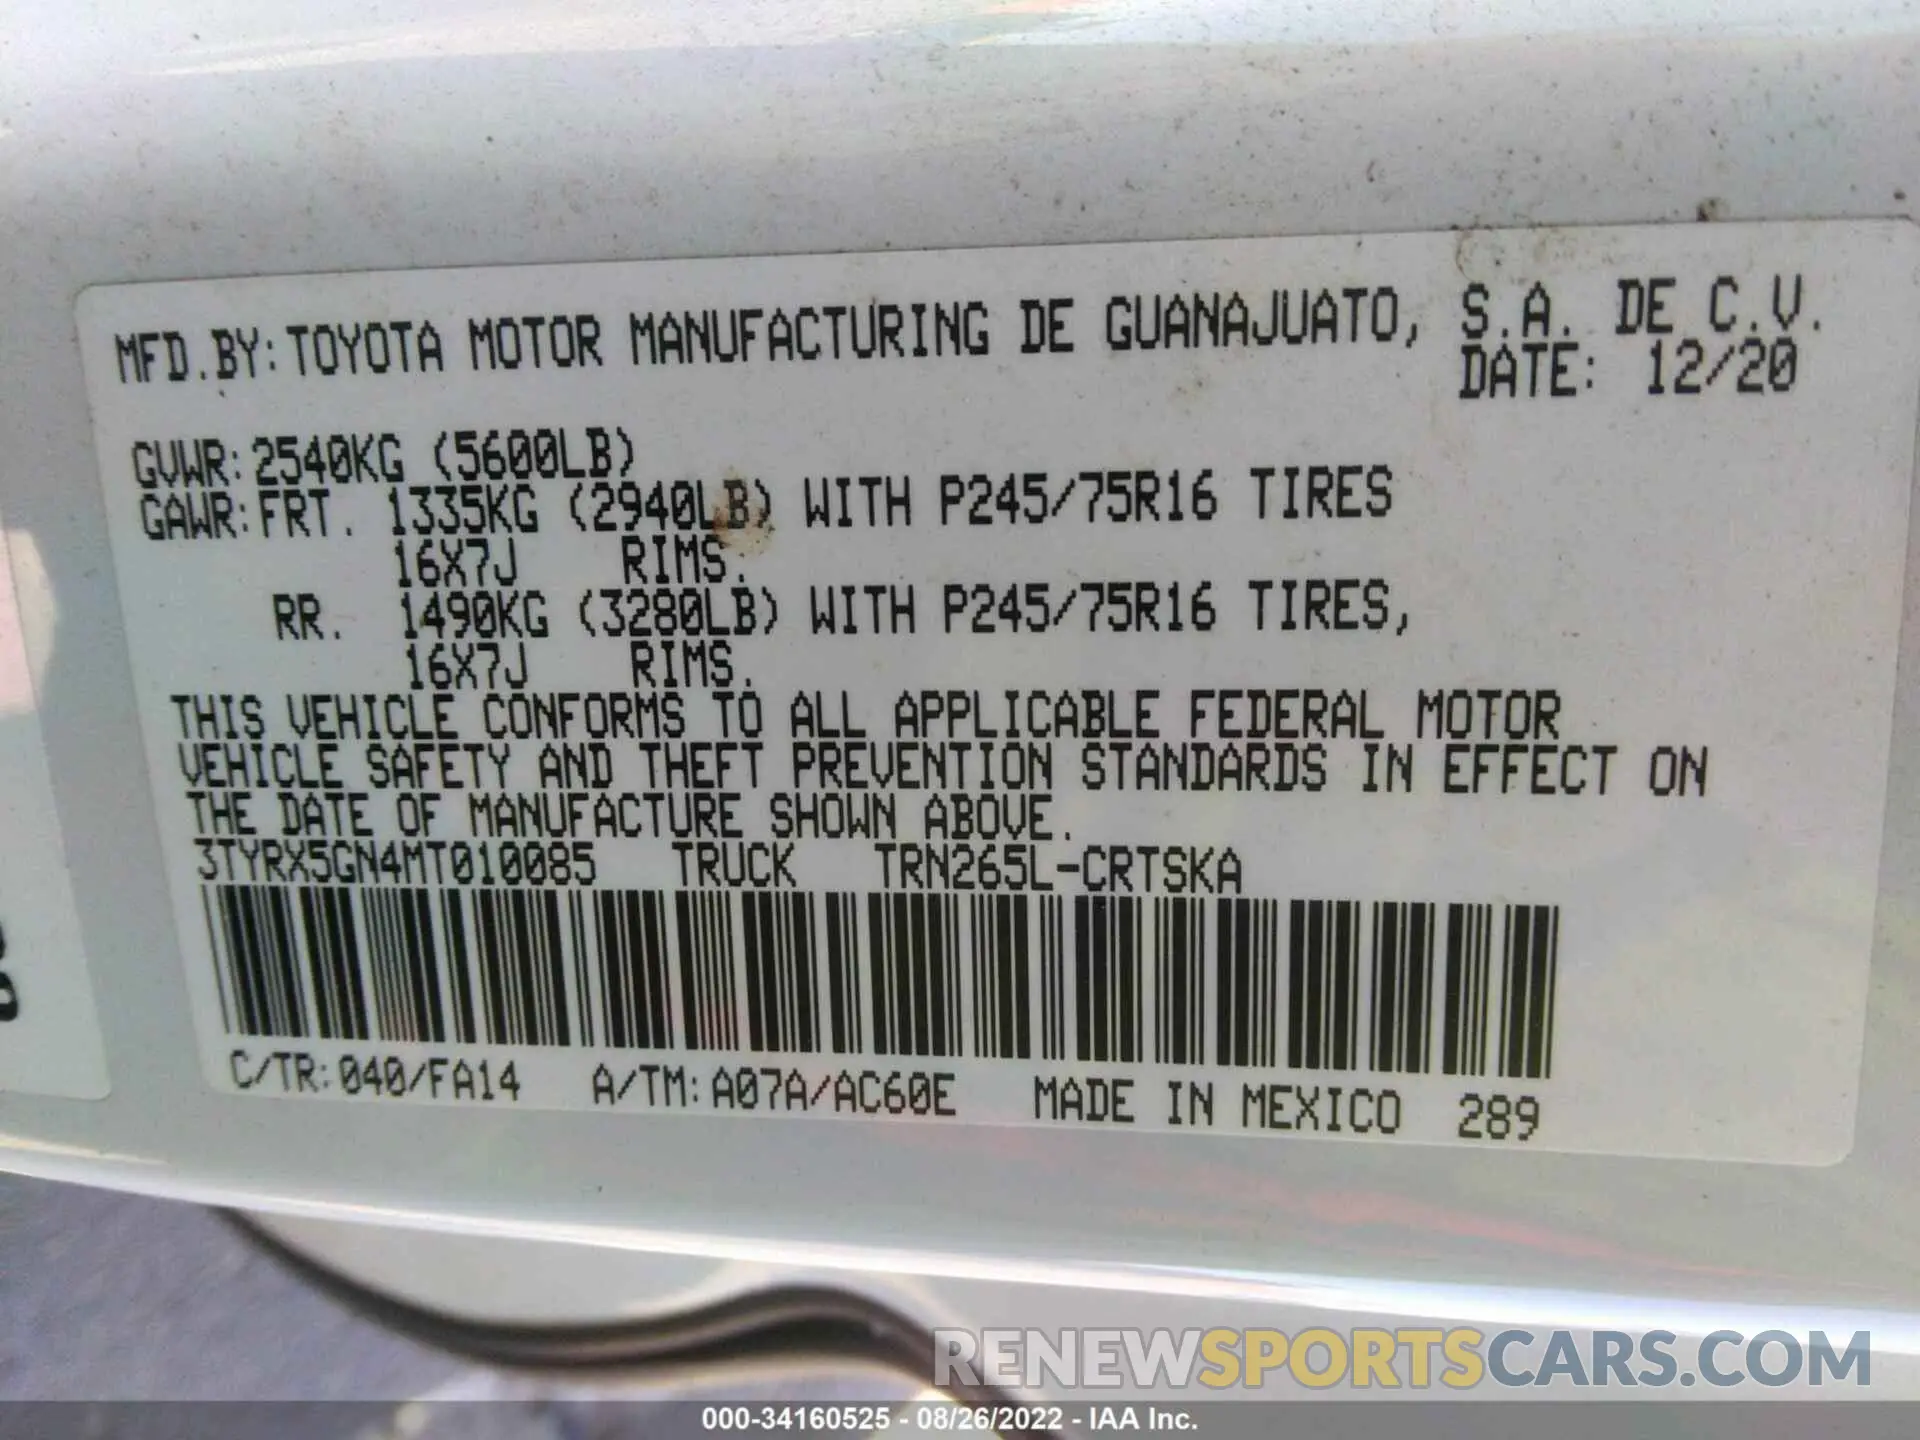 MFD.BY:TOYOTA MOTOR MANUFACTURING DE GUANAJUATO, S.A. DE C.V.
DATE: 12/20
GVWR:2540KG (5600LB)
GAWR:FRT. 1335KG (2940LB) WITH P245/75R16 TIRES
16X7J RIMS.
RR. 1490KG (3280LB) WITH P245/75R16 TIRES,
16X7J RIMS.
THIS VEHICLE CONFORMS TO ALL APPLICABLE FEDERAL MOTOR
VEHICLE SAFETY AND THEFT PREVENTION STANDARDS IN EFFECT ON
THE DATE OF MANUFACTURE SHOWN ABOVE.
3TYRX5GN4MT010085 TRUCK TRN265L-CRTSKA
C/TR:040/FA14 A/TM:A07A/AC60E MADE IN MEXICO 289
RENEWSPORTSCARS.COM
000-34160525 - 08/26/2022 - IAA Inc.